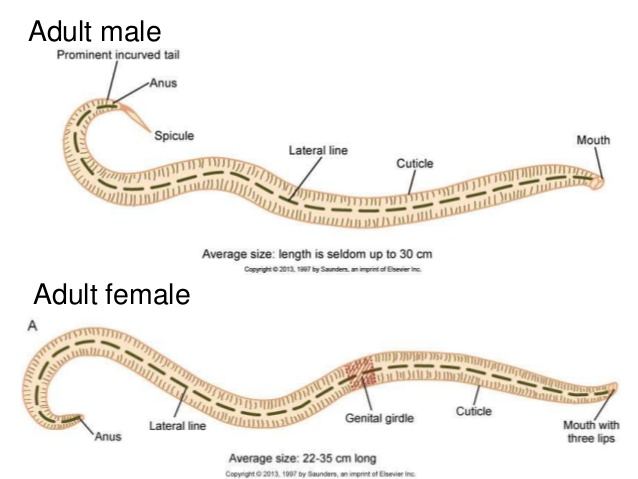 Adult male
Prominent incurved tail
Anus
Spicule
Lateral line
Cuticle
Mouth
Average size: length is seldom up to 30 cm
Copyright © 2013, 1997 by Saunders, an imprint of Elsevier Inc.
Adult female
A
Anus
Lateral line
Genital girdle
Cuticle
Mouth with
three lips
Average size: 22-35 cm long
Copyright © 2013, 1997 by Saunders, an imprint of Elsevier Inc.